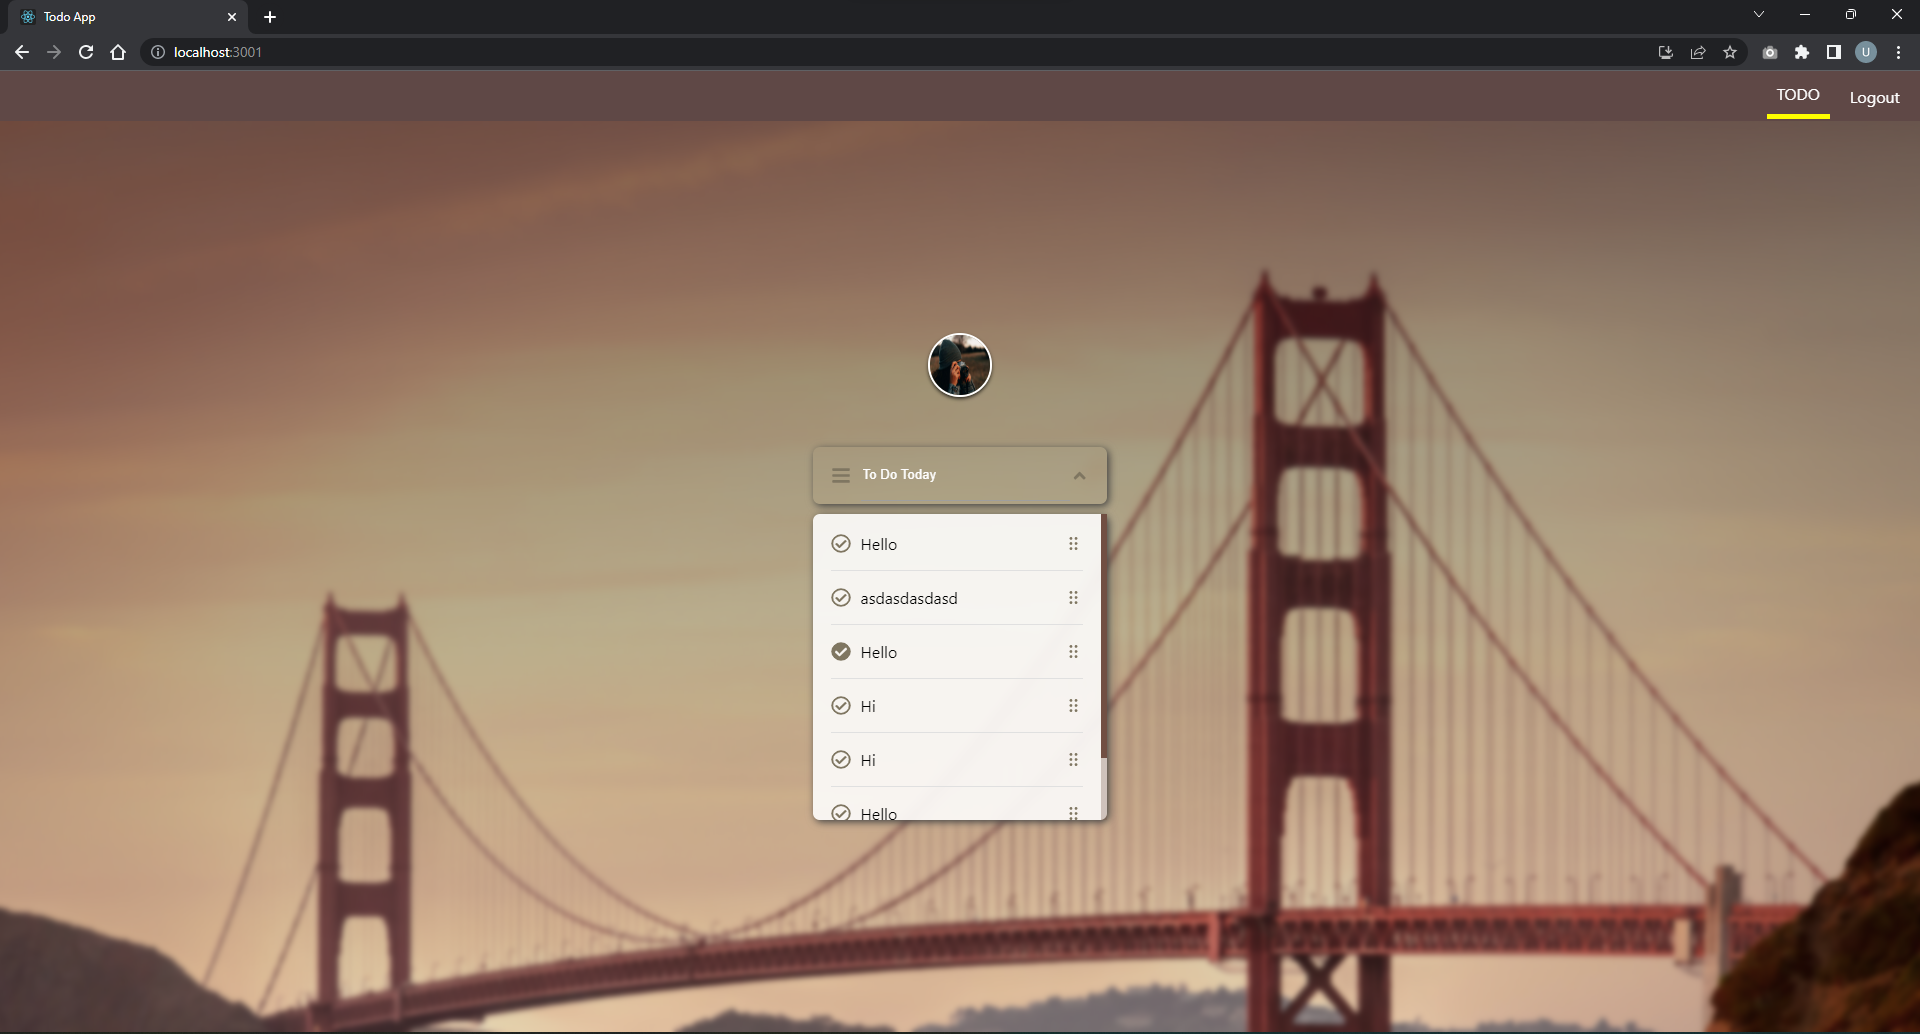 Todo App
localhost:3001
U
TODO
Logout
To Do Today
Hello
asdasdasdasd
Hello
Hi
Hi
Hello